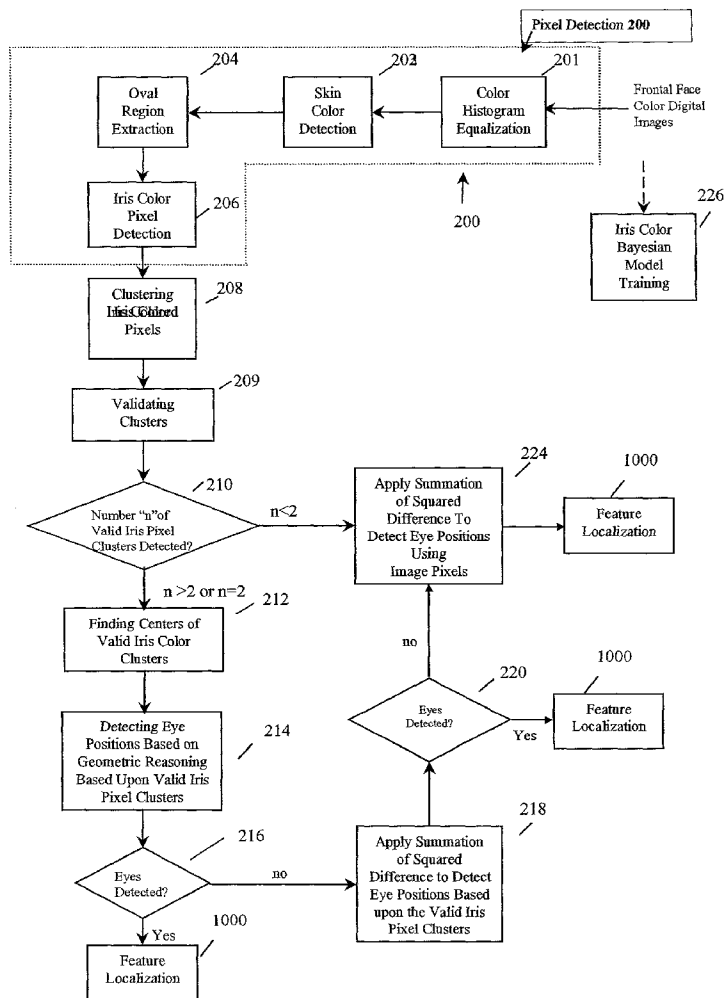 Pixel Detection 200
204
202
201
Oval
Region
Extraction
Skin
Color
Detection
Color
Histogram
Equalization
Frontal Face
Color Digital
Images
Iris Color
Pixel
Detection
206
200
226
Iris Color
Bayesian
Model
Training
Clustering
Iris Colored
Pixels
208
209
Validating
Clusters
210
Number "n"of
Valid Iris Pixel
Clusters Detected?
n<2
224
Apply Summation
of Squared
Difference To
Detect Eye Positions
Using
Image Pixels
1000
Feature
Localization
n >2 or n=2
212
Finding Centers of
Valid Iris Color
Clusters
no
220
Eyes
Detected?
Yes
1000
Feature
Localization
Detecting Eye
Positions Based on
Geometric Reasoning
Based Upon Valid Iris
Pixel Clusters
214
216
Eyes
Detected?
no
218
Apply Summation
of Squared
Difference to Detect
Eye Positions Based
upon the Valid Iris
Pixel Clusters
Yes
1000
Feature
Localization